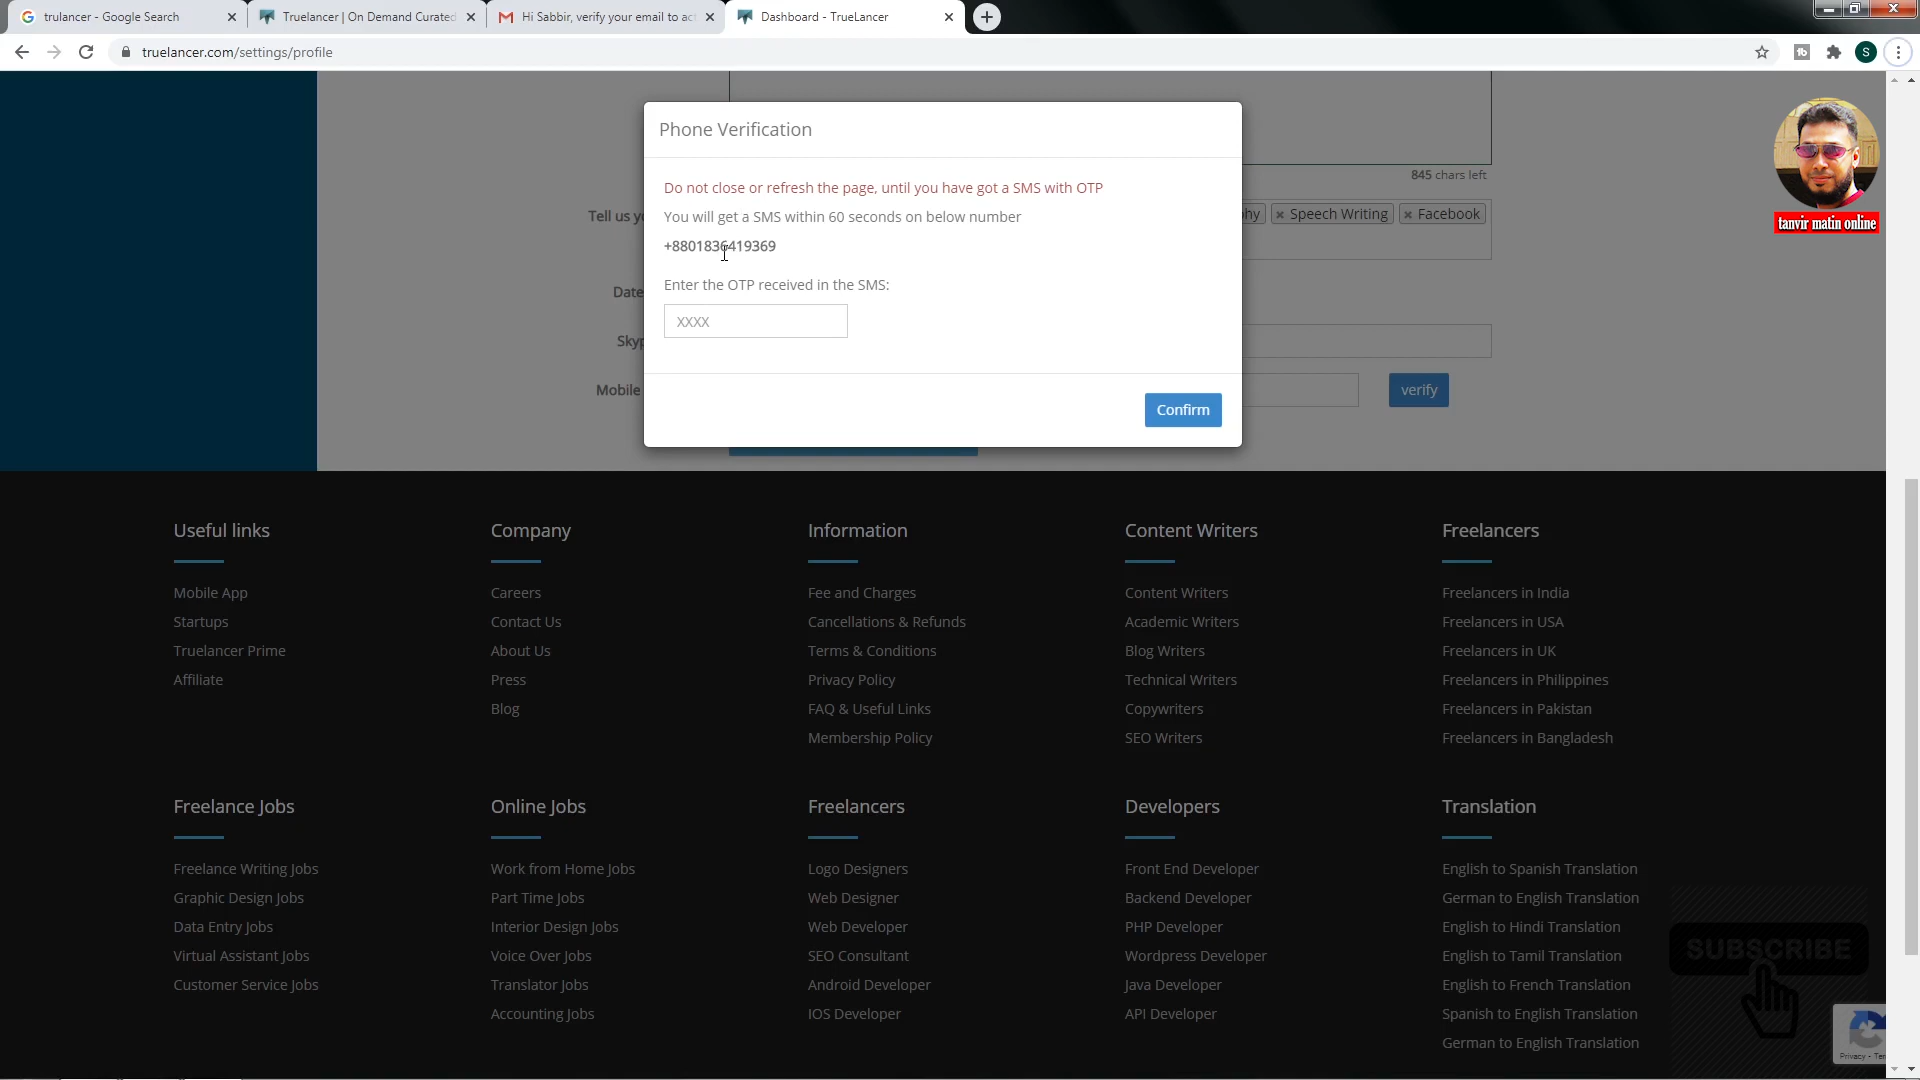 trulancer - Google Search
Truelancer | On Demand Curated
Hi Sabbir, verify your email to ac
Dashboard - TrueLancer
truelancer.com/settings/profile
S
Phone Verification
Do not close or refresh the page, until you have got a SMS with OTP
You will get a SMS within 60 seconds on below number
+8801836419369
Enter the OTP received in the SMS:
XXXX
Confirm
845 chars left
Tell us yo
hy × Speech Writing × Facebook
Date
Skyp
Mobile
verify
tanvir matin online
Useful links
Mobile App
Startups
Truelancer Prime
Affiliate
Company
Careers
Contact Us
About Us
Press
Blog
Information
Fee and Charges
Cancellations & Refunds
Terms & Conditions
Privacy Policy
FAQ & Useful Links
Membership Policy
Content Writers
Content Writers
Academic Writers
Blog Writers
Technical Writers
Copywriters
SEO Writers
Freelancers
Freelancers in India
Freelancers in USA
Freelancers in UK
Freelancers in Philippines
Freelancers in Pakistan
Freelancers in Bangladesh
Freelance Jobs
Freelance Writing Jobs
Graphic Design Jobs
Data Entry Jobs
Virtual Assistant Jobs
Customer Service Jobs
Online Jobs
Work from Home Jobs
Part Time Jobs
Interior Design Jobs
Voice Over Jobs
Translator Jobs
Accounting Jobs
Freelancers
Logo Designers
Web Designer
Web Developer
SEO Consultant
Android Developer
IOS Developer
Developers
Front End Developer
Backend Developer
PHP Developer
Wordpress Developer
Java Developer
API Developer
Translation
English to Spanish Translation
German to English Translation
English to Hindi Translation
English to Tamil Translation
English to French Translation
Spanish to English Translation
German to English Translation
SUBSCRIBE
Privacy - Ter